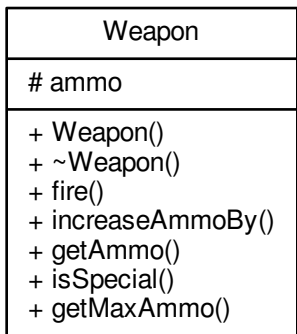 Weapon
# ammo
+ Weapon()
+ ~Weapon()
+ fire()
+ increaseAmmoBy()
+ getAmmo()
+ isSpecial()
+ getMaxAmmo()